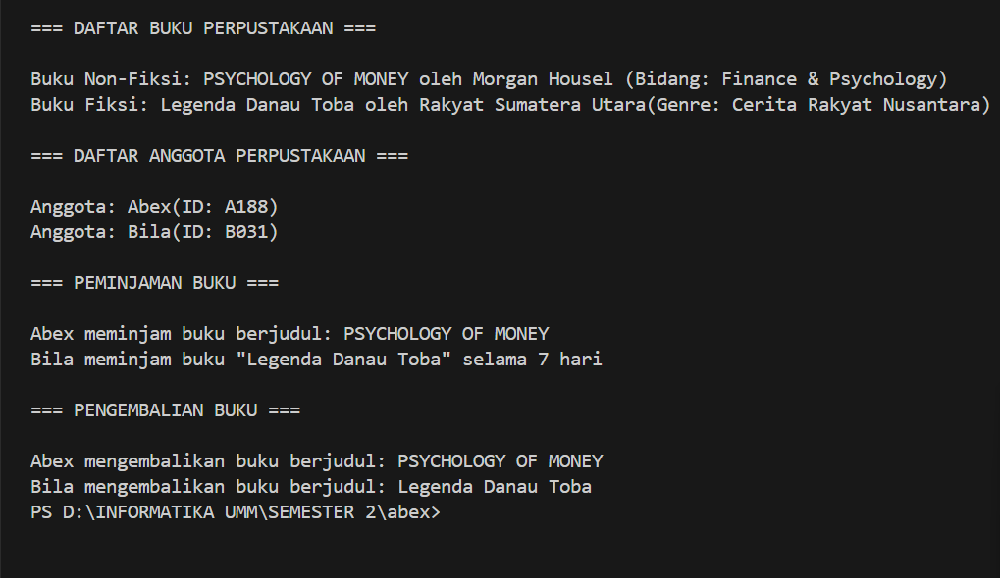 === DAFTAR BUKU PERPUSTAKAAN ===
Buku Non-Fiksi: PSYCHOLOGY OF MONEY oleh Morgan Housel (Bidang: Finance & Psychology)
Buku Fiksi: Legenda Danau Toba oleh Rakyat Sumatera Utara(Genre: Cerita Rakyat Nusantara)
=== DAFTAR ANGGOTA PERPUSTAKAAN ===
Anggota: Abex(ID: A188)
Anggota: Bila(ID: B031)
=== PEMINJAMAN BUKU ===
Abex meminjam buku berjudul: PSYCHOLOGY OF MONEY
Bila meminjam buku "Legenda Danau Toba" selama 7 hari
=== PENGEMBALIAN BUKU ===
Abex mengembalikan buku berjudul: PSYCHOLOGY OF MONEY
Bila mengembalikan buku berjudul: Legenda Danau Toba
PS D:\INFORMATIKA UMM\SEMESTER 2\abex>